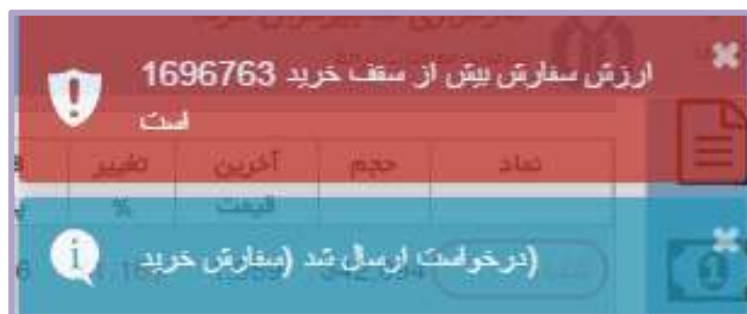 ارزش سفارش بیش از سقف خرید 1696763
است
نماد حجم آخرین تغییر
قیمت %
(درخواست ارسال شد (سفارش خرید